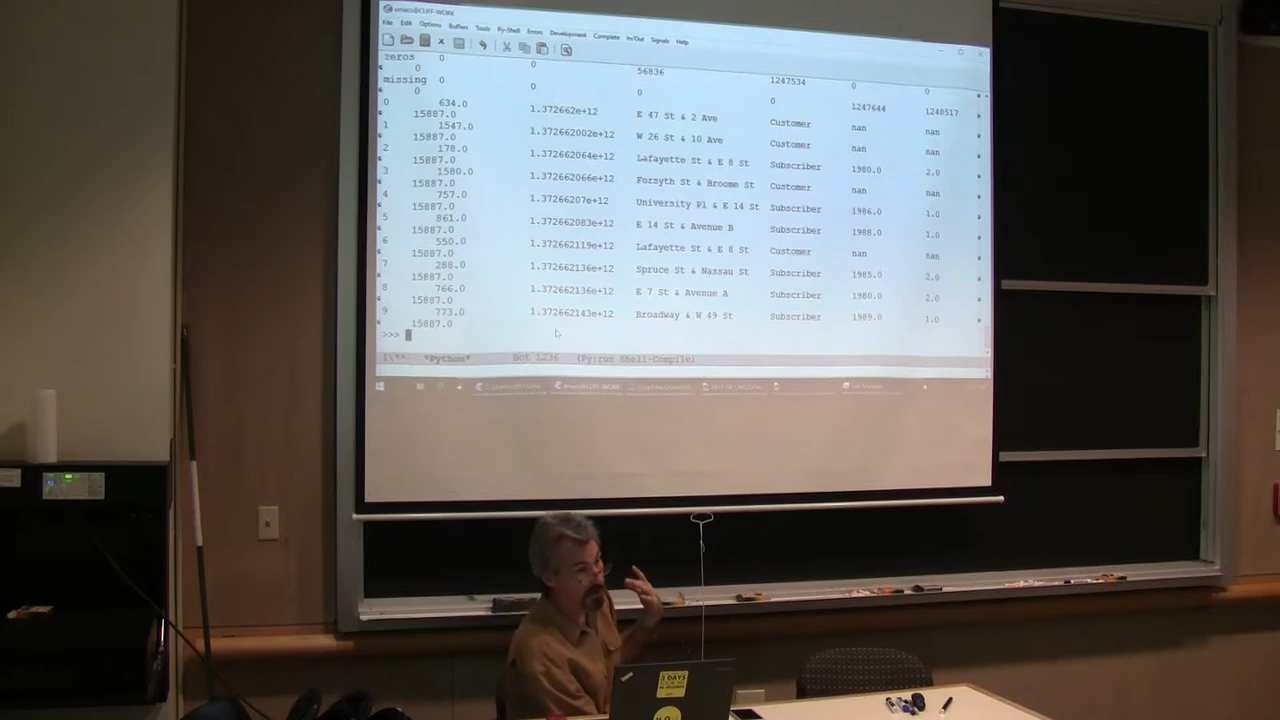 emacs@CLIFF-WORK
File Edit Options Buffers Tools Py-Shell Errors Development Complete In/Out Signals Help
zeros 0 0 56836 1247534 0 0
0
missing 0 0 0 0 1247644 1248517
0
0 634.0 1.372662e+12 E 47 St & 2 Ave Customer nan nan
15887.0
1 1547.0 1.372662002e+12 W 26 St & 10 Ave Customer nan nan
15887.0
2 178.0 1.372662064e+12 Lafayette St & E 8 St Subscriber 1980.0 2.0
15887.0
3 1580.0 1.372662066e+12 Forsyth St & Broome St Customer nan nan
15887.0
4 757.0 1.37266207e+12 University Pl & E 14 St Subscriber 1986.0 1.0
15887.0
5 861.0 1.372662083e+12 E 14 St & Avenue B Subscriber 1988.0 1.0
15887.0
6 550.0 1.372662119e+12 Lafayette St & E 8 St Customer nan nan
15887.0
7 288.0 1.372662136e+12 Spruce St & Nassau St Subscriber 1985.0 2.0
15887.0
8 766.0 1.372662136e+12 E 7 St & Avenue A Subscriber 1980.0 2.0
15887.0
9 773.0 1.372662143e+12 Broadway & W 49 St Subscriber 1989.0 1.0
15887.0
>>>
1\**- *Python* Bot L236 (Py:run Shell-Compile)
emacs@CLIFF-WORK
3 DAYS